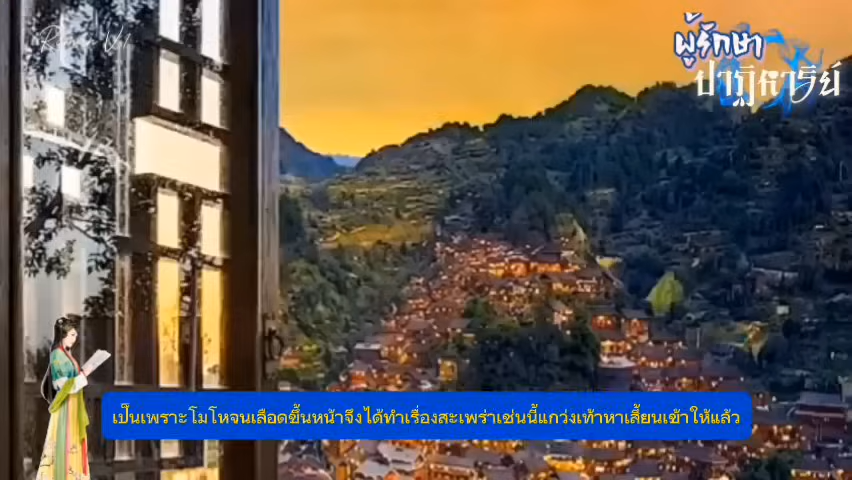 ผู้รักษา
ปาฏิหาริย์
เป็นเพราะโมโหจนเลือดขึ้นหน้าจึงได้ทำเรื่องสะเพร่าเช่นนี้แกว่งเท้าหาเสี้ยนเข้าให้แล้ว